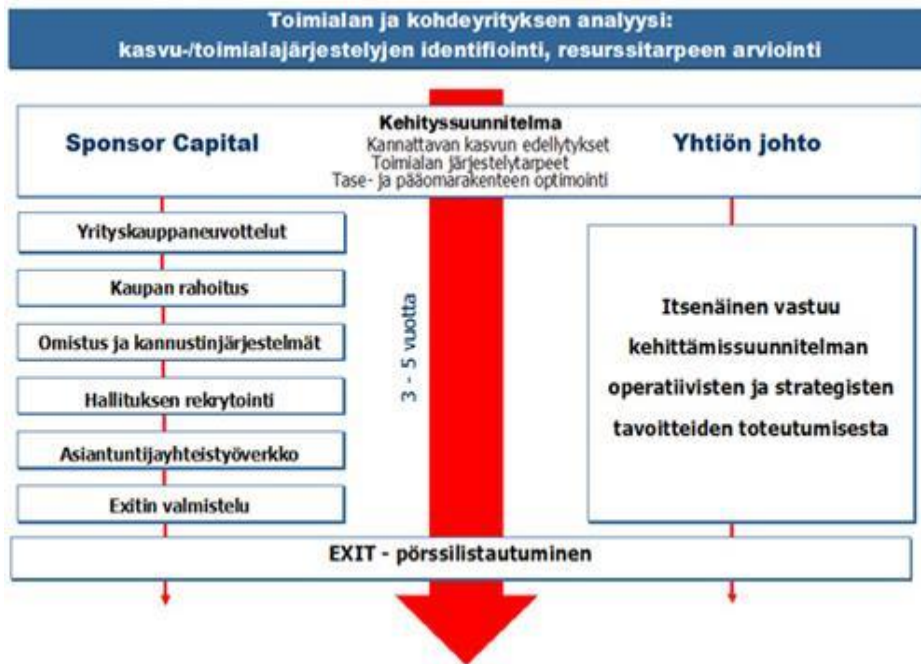 Toimialan ja kohdeyrityksen analyysi:
kasvu-/toimialajärjestelyjen identifiointi, resurssitarpeen arviointi
Sponsor Capital
Kehityssuunnitelma
Kannattavan kasvun edellytykset
Toimialan järjestelytarpeet
Tase- ja pääomarakenteen optimointi
Yhtiön johto
Yrityskauppaneuvottelut
Kaupan rahoitus
Omistus ja kannustinjärjestelmät
Hallituksen rekrytointi
Asiantuntijayhteistyöverkko
Exitin valmistelu
3 - 5 vuotta
Itsenäinen vastuu
kehittämissuunnitelman
operatiivisten ja strategisten
tavoitteiden toteutumisesta
EXIT - pörssilistautuminen